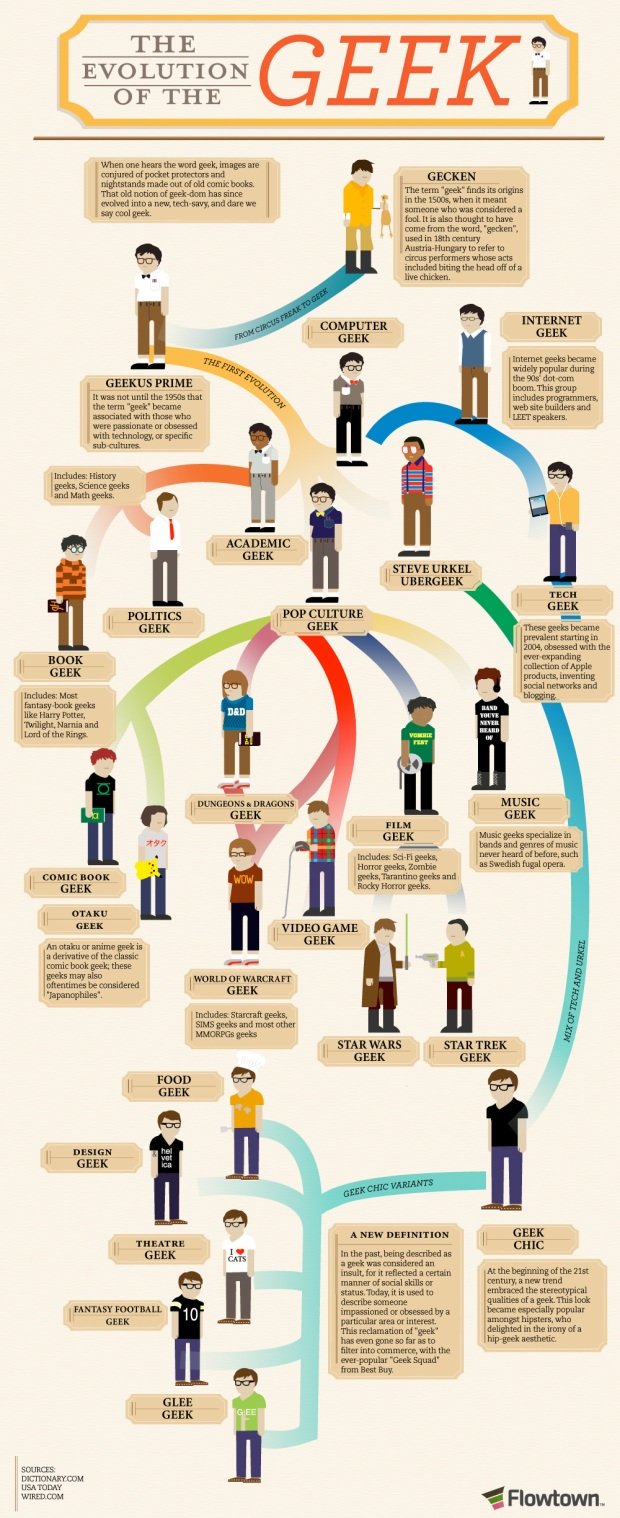 THE
EVOLUTION
OF THE
GEEK
When one hears the word geek, images are
conjured of pocket protectors and
nightstands made out of old comic books.
That old notion of geek-dom has since
evolved into a new, tech-savy, and dare we
say cool geek.
GECKEN
The term "geek" finds its origins
in the 1500s, when it meant
someone who was considered a
fool. It is also thought to have
come from the word, "gecken",
used in 18th century
Austria-Hungary to refer to
circus performers whose acts
included biting the head off of a
live chicken.
FROM CIRCUS FREAK TO GEEK
GEEKUS PRIME
It was not until the 1950s that
the term "geek" became
associated with those who
were passionate or obsessed
with technology, or specific
sub-cultures.
THE FIRST EVOLUTION
COMPUTER
GEEK
INTERNET
GEEK
Internet geeks became
widely popular during
the 90s' dot-com
boom. This group
includes programmers,
web site builders and
LEET speakers.
Includes: History
geeks, Science geeks
and Math geeks.
ACADEMIC
GEEK
POLITICS
GEEK
BOOK
GEEK
Includes: Most
fantasy-book geeks
like Harry Potter,
Twilight, Narnia and
Lord of the Rings.
POP CULTURE
GEEK
STEVE URKEL
UBERGEEK
TECH
GEEK
These geeks became
prevalent starting in
2004, obsessed with the
ever-expanding
collection of Apple
products, inventing
social networks and
blogging.
D&D
DUNGEONS & DRAGONS
GEEK
VOMBIE
FEST
FILM
GEEK
Includes: Sci-Fi geeks,
Horror geeks, Zombie
geeks, Tarantino geeks and
Rocky Horror geeks.
BAND
YOU'VE
NEVER
HEARD
OF
MUSIC
GEEK
Music geeks specialize in
bands and genres of music
never heard of before, such
as Swedish fugal opera.
COMIC BOOK
GEEK
オタク
OTAKU
GEEK
An otaku or anime geek is
a derivative of the classic
comic book geek; these
geeks may also
oftentimes be considered
"Japanophiles".
WOW
WORLD OF WARCRAFT
GEEK
Includes: Starcraft geeks,
SIMS geeks and most other
MMORPGs geeks
VIDEO GAME
GEEK
STAR WARS
GEEK
STAR TREK
GEEK
MIX OF TECH AND URKEL
FOOD
GEEK
DESIGN
GEEK
hel
vet
ica
THEATRE
GEEK
I ♥
CATS
FANTASY FOOTBALL
GEEK
10
GLEE
GEEK
GEEK CHIC VARIANTS
A NEW DEFINITION
In the past, being described as
a geek was considered an
insult, for it reflected a certain
manner of social skills or
status. Today, it is used to
describe someone
impassioned or obsessed by a
particular area or interest.
This reclamation of "geek"
has even gone so far as to
filter into commerce, with the
ever-popular "Geek Squad"
from Best Buy.
GEEK
CHIC
At the beginning of the 21st
century, a new trend
embraced the stereotypical
qualities of a geek. This look
became especially popular
amongst hipsters, who
delighted in the irony of a
hip-geek aesthetic.
SOURCES:
DICTIONARY.COM
USA TODAY
WIRED.COM
Flowtown™